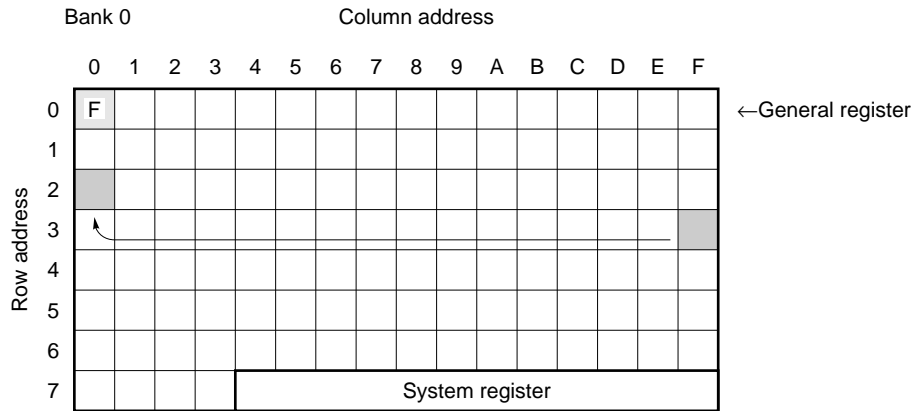 Bank 0 Column address
0 1 2 3 4 5 6 7 8 9 A B C D E F
0 F ←General register
1
2
3
4
5
6
7 System register
Row address